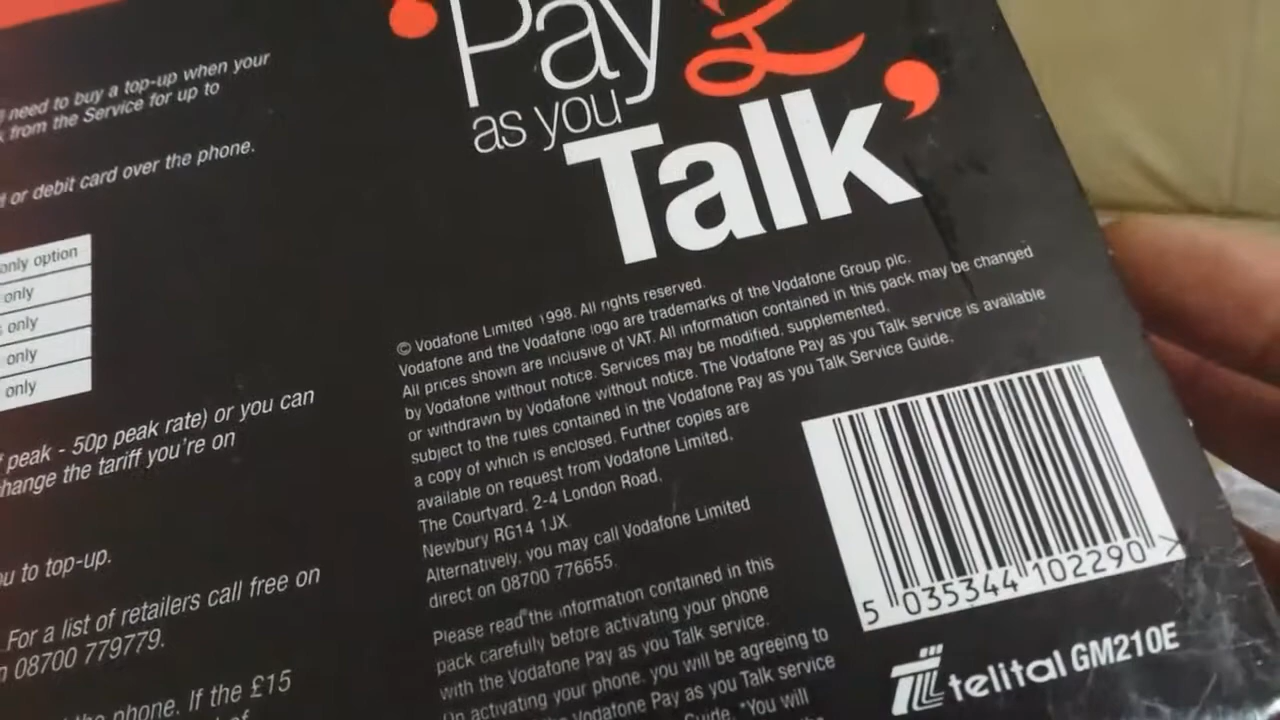 need to buy a top-up when your
from the Service for up to
or debit card over the phone.
only option
only
only
only
only
peak - 50p peak rate) or you can
change the tariff you're on
to top-up.
For a list of retailers call free on
08700 779779.
the phone. If the £15
of
‘Pay
as you
Talk’
© Vodafone Limited 1998. All rights reserved.
Vodafone and the Vodafone logo are trademarks of the Vodafone Group plc.
All prices shown are inclusive of VAT. All information contained in this pack may be changed
by Vodafone without notice. Services may be modified, supplemented,
or withdrawn by Vodafone without notice. The Vodafone Pay as you Talk service is available
subject to the rules contained in the Vodafone Pay as you Talk Service Guide,
a copy of which is enclosed. Further copies are
available on request from Vodafone Limited,
The Courtyard, 2-4 London Road,
Newbury RG14 1JX
Alternatively, you may call Vodafone Limited
direct on 08700 776655.
Please read the information contained in this
pack carefully before activating your phone
with the Vodafone Pay as you Talk service.
On activating your phone, you will be agreeing to
Vodafone Pay as you Talk service
Guide. "You will
the
5 035344 102290 >
telital GM210E